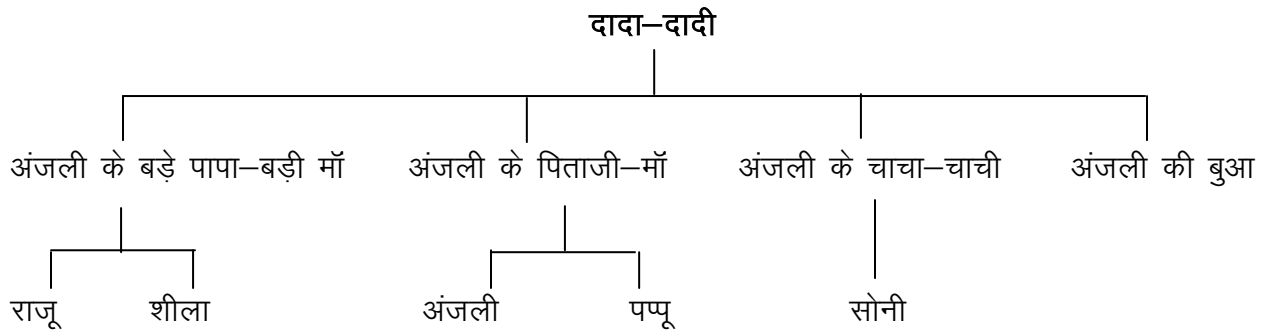 दादा–दादी
अंजली के बड़े पापा–बड़ी मॉ अंजली के पिताजी–मॉ अंजली के चाचा–चाची अंजली की बुआ
राजू शीला अंजली पप्पू सोनी